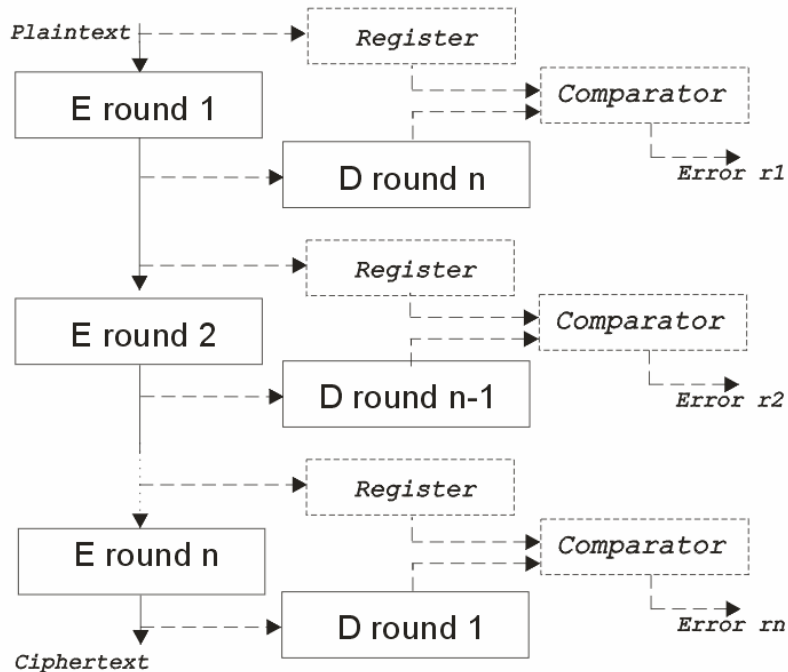 Plaintext
Register
E round 1
Comparator
D round n
Error r1
Register
E round 2
Comparator
D round n-1
Error r2
Register
E round n
Comparator
D round 1
Error rn
Ciphertext